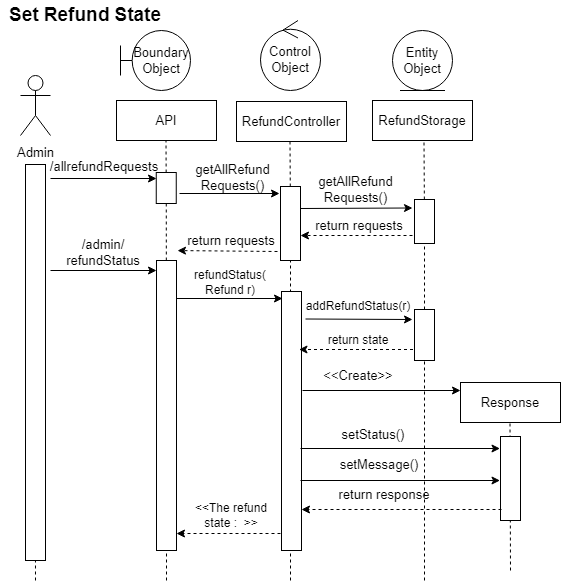 Set Refund State
Boundary
Object
Control
Object
Entity
Object
Admin
API
RefundController
RefundStorage
/allrefundRequests
getAllRefund
Requests()
getAllRefund
Requests()
return requests
return requests
/admin/
refundStatus
refundStatus(
Refund r)
addRefundStatus(r)
return state
<<Create>>
Response
setStatus()
setMessage()
return response
<<The refund
state :  >>